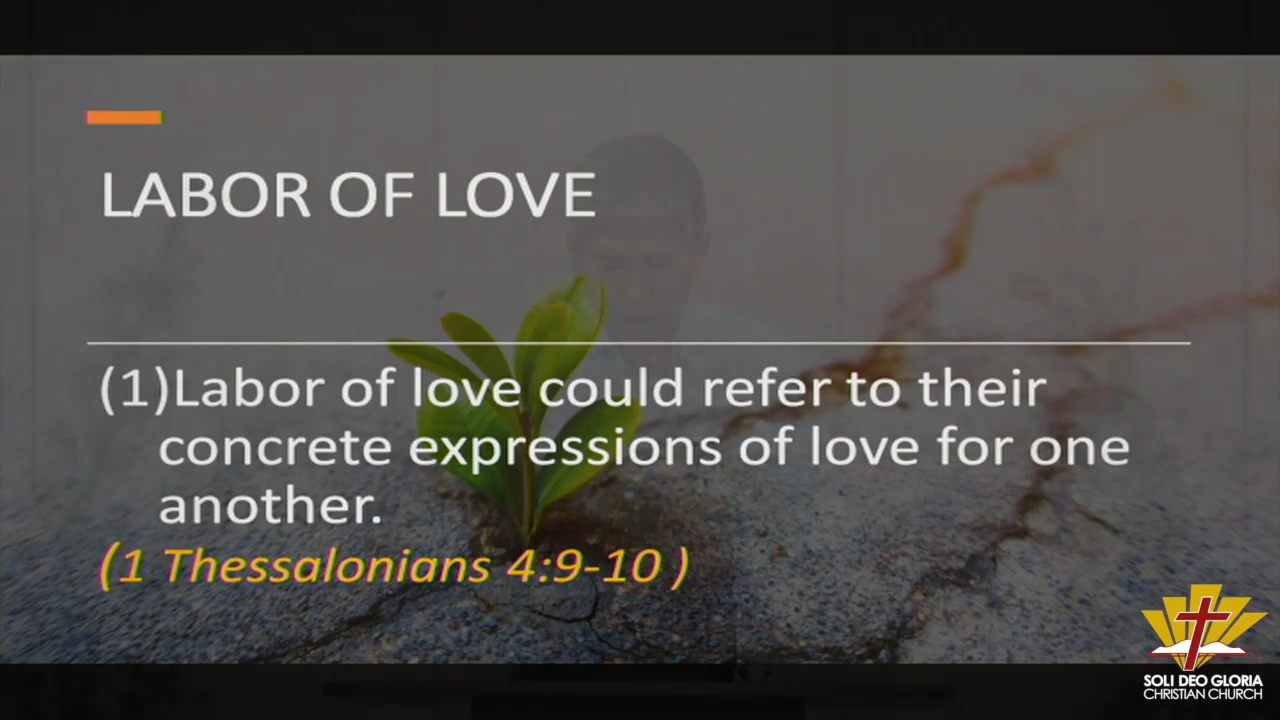 LABOR OF LOVE
(1)Labor of love could refer to their
concrete expressions of love for one
another.
(1 Thessalonians 4:9-10 )
SOLI DEO GLORIA
CHRISTIAN CHURCH